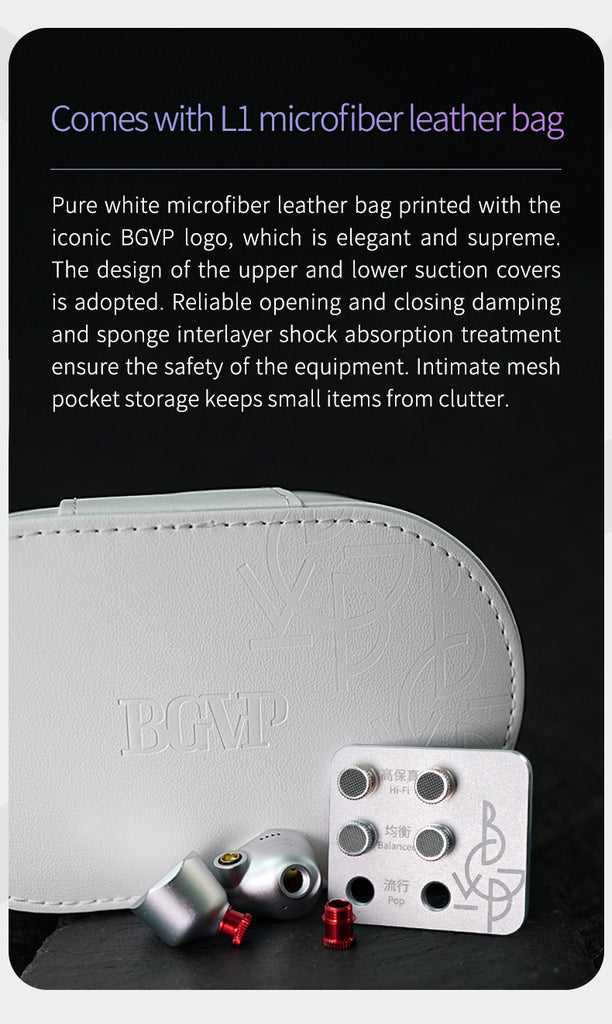 Comes with L1 microfiber leather bag
Pure white microfiber leather bag printed with the
iconic BGVP logo, which is elegant and supreme.
The design of the upper and lower suction covers
is adopted. Reliable opening and closing damping
and sponge interlayer shock absorption treatment
ensure the safety of the equipment. Intimate mesh
pocket storage keeps small items from clutter.
BGVP
高保真
Hi-Fi
均衡
Balanced
流行
Pop
BGVP